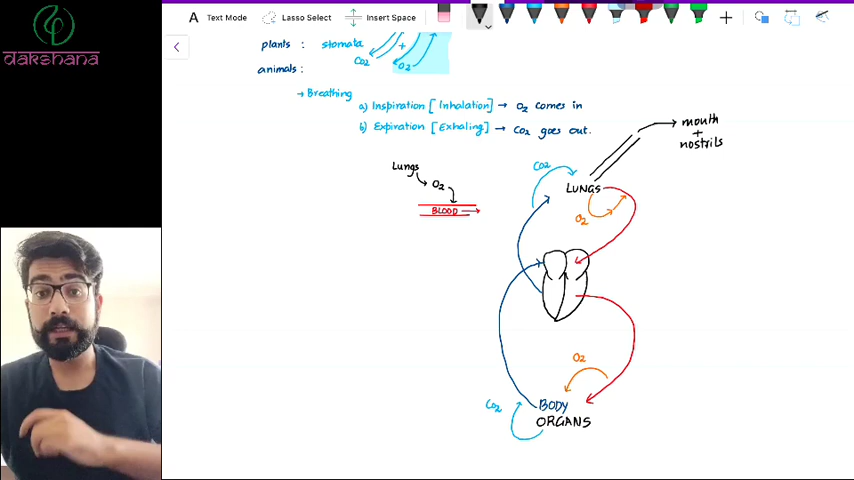 dakshana
Text Mode
Lasso Select
Insert Space
plants : stomata
CO2
+
O2
animals :
→ Breathing
a) Inspiration [Inhalation] → O2 comes in
b) Expiration [Exhaling] → CO2 goes out.
mouth
+
nostrils
Lungs
O2
BLOOD
CO2
LUNGS
O2
O2
CO2
BODY
ORGANS